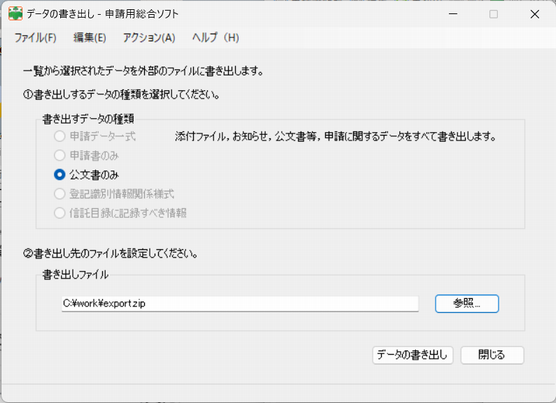 データの書き出し - 申請用総合ソフト
ファイル(F) 編集(E) アクション(A) ヘルプ（H)
一覧から選択されたデータを外部のファイルに書き出します。
①書き出しするデータの種類を選択してください。
書き出すデータの種類
申請データ一式 添付ファイル，お知らせ，公文書等，申請に関するデータをすべて書き出します。
申請書のみ
公文書のみ
登記識別情報関係様式
信託目録に記録すべき情報
②書き出し先のファイルを設定してください。
書き出しファイル
C:¥work¥export.zip 参照...
データの書き出し 閉じる